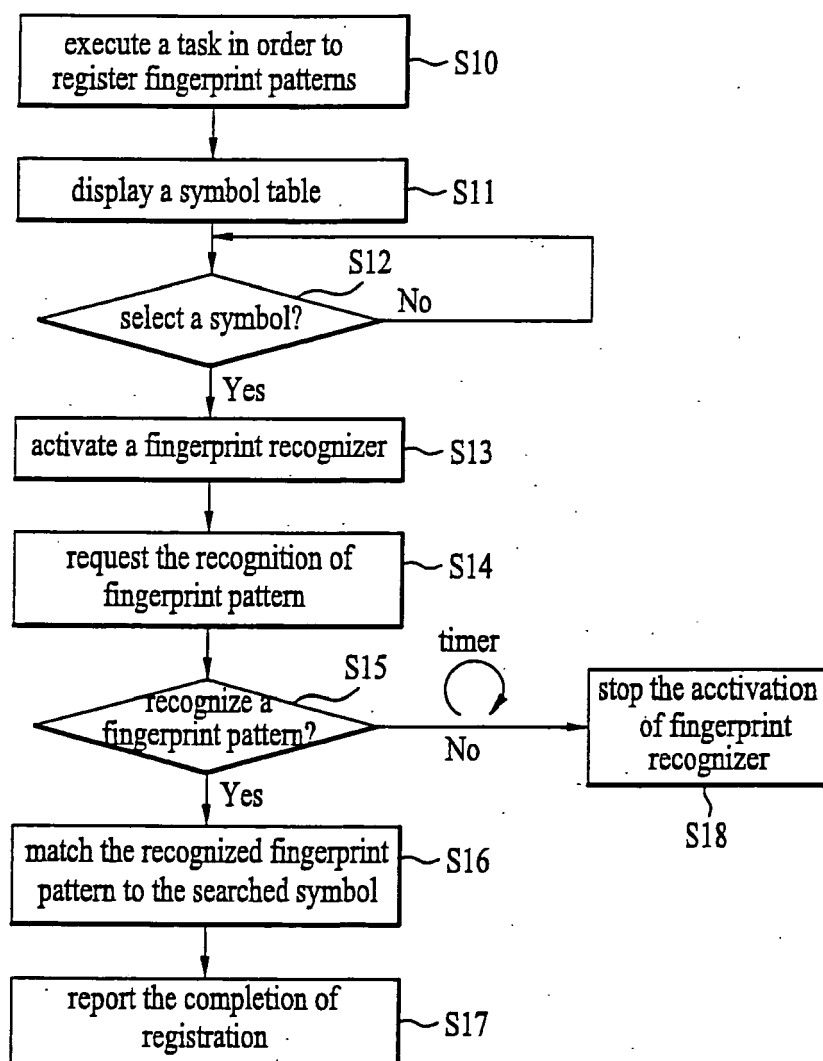 execute a task in order to
register fingerprint patterns
S10
display a symbol table
S11
S12
select a symbol?
No
Yes
activate a fingerprint recognizer
S13
request the recognition of
fingerprint pattern
S14
timer
S15
recognize a
fingerprint pattern?
No
stop the acctivation
of fingerprint
recognizer
S18
Yes
match the recognized fingerprint
pattern to the searched symbol
S16
report the completion of
registration
S17